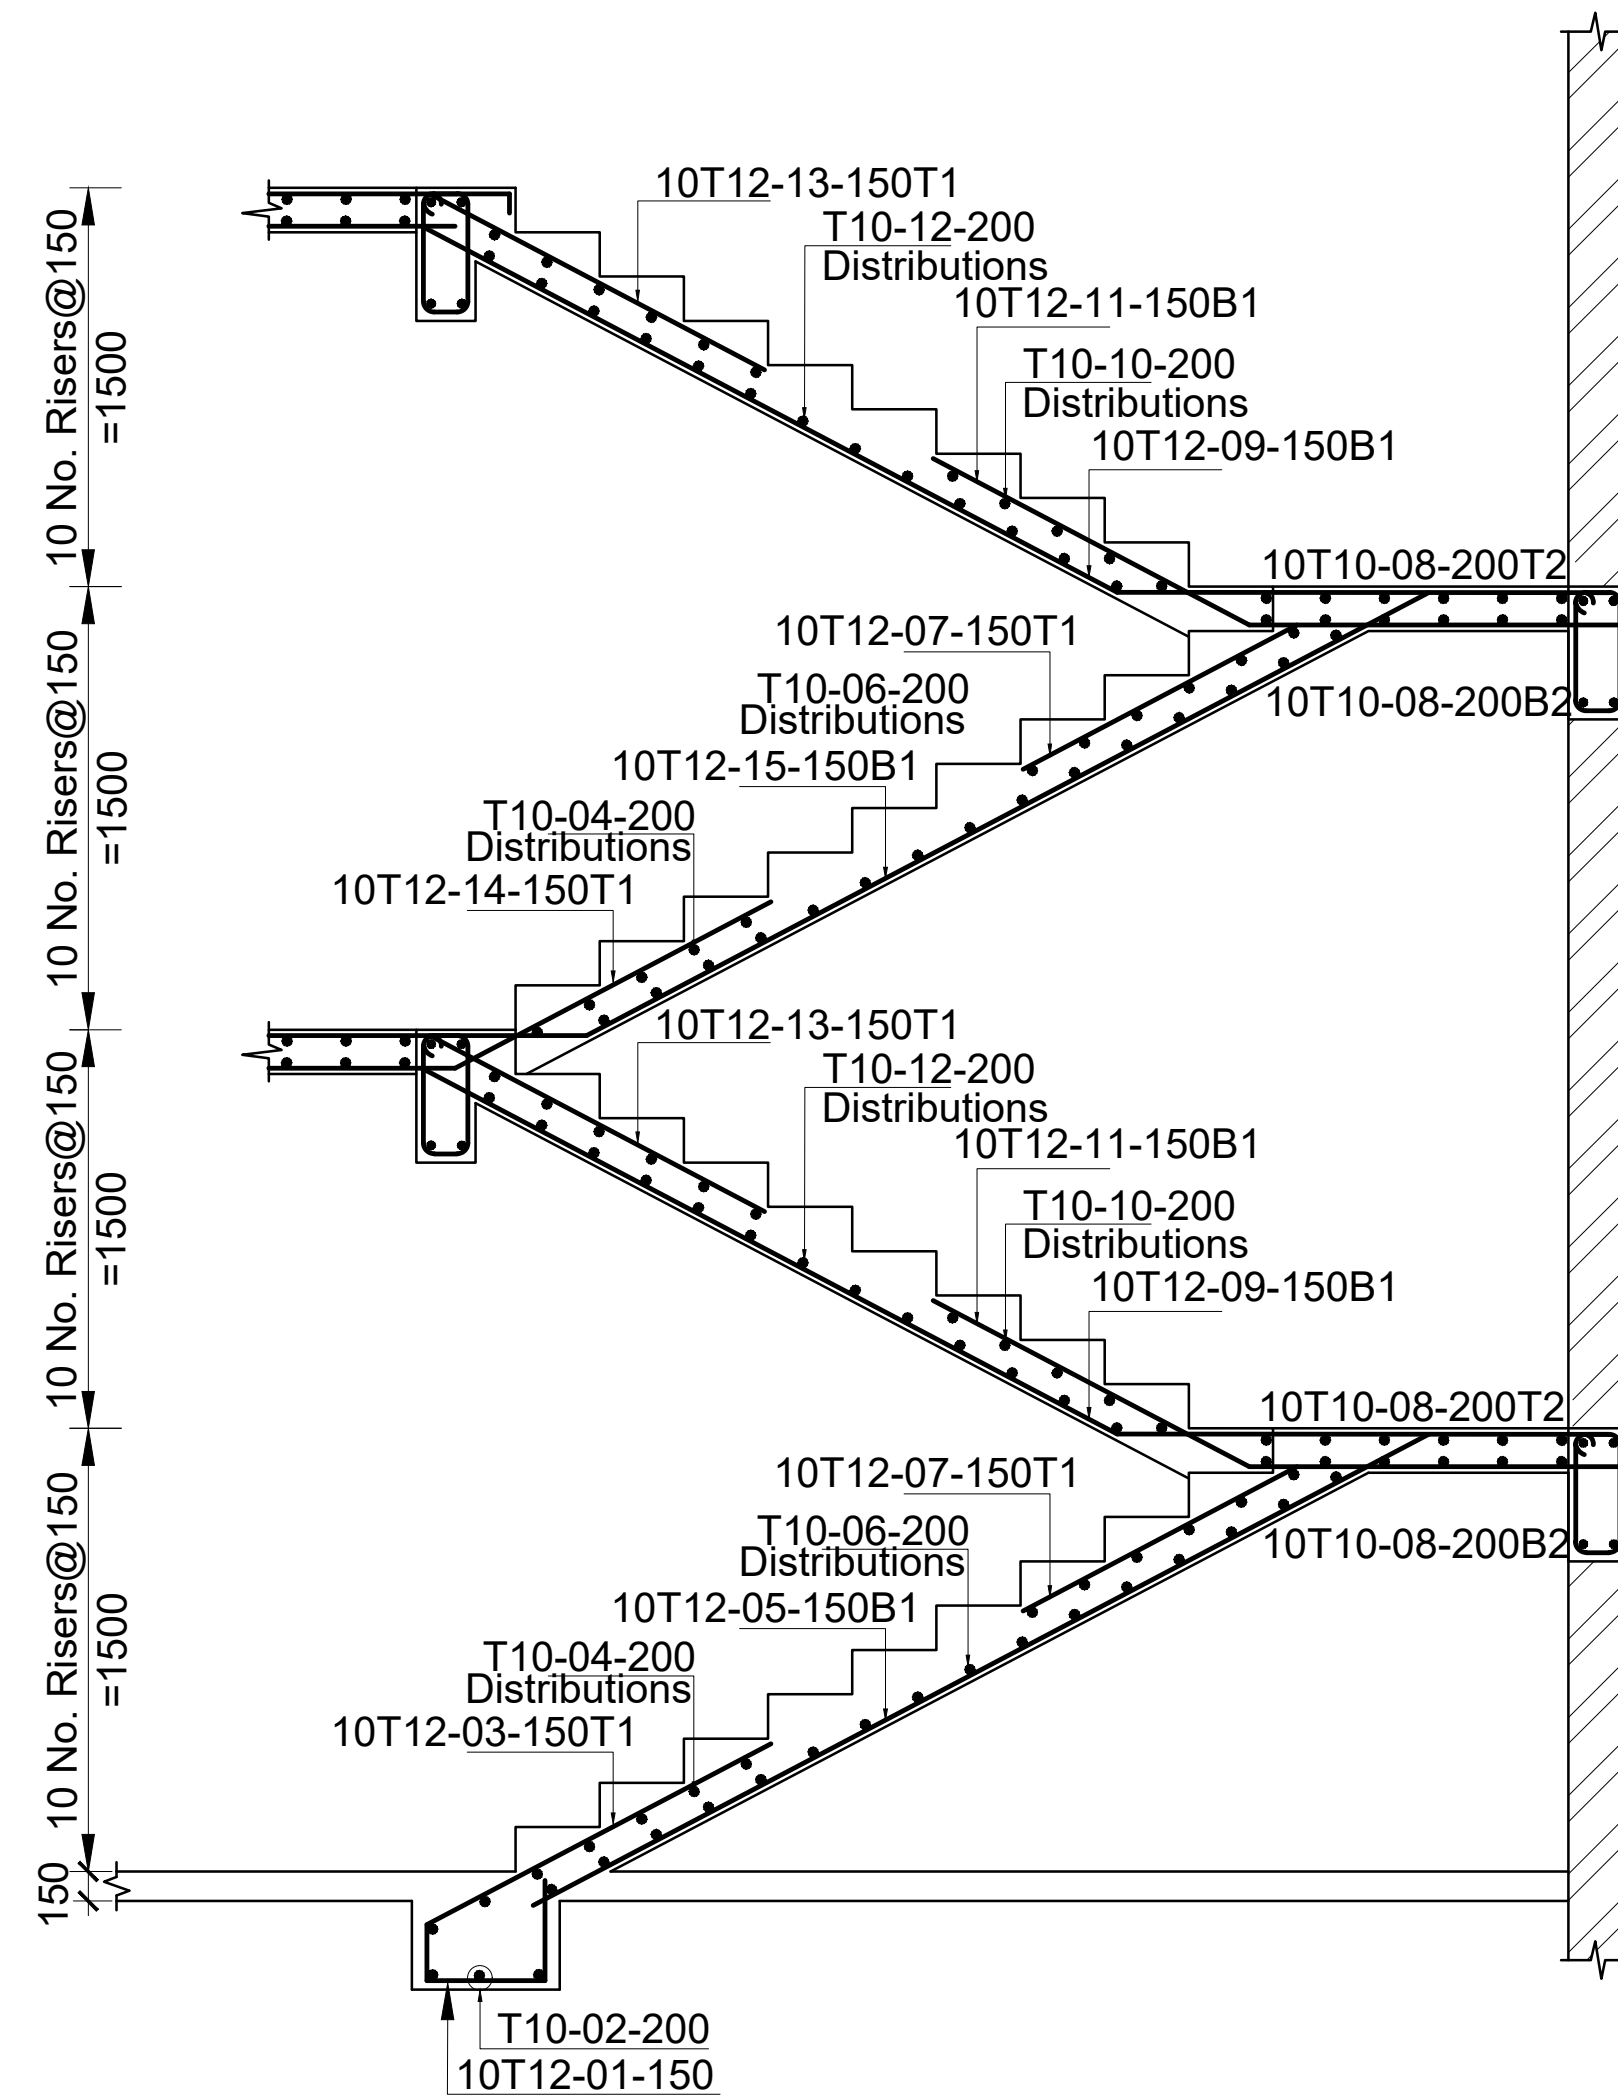 10T12-13-150T1
T10-12-200
Distributions
10T12-11-150B1
T10-10-200
Distributions
10T12-09-150B1
10 No. Risers@150
=1500
10T10-08-200T2
10T12-07-150T1
T10-06-200
Distributions
10T10-08-200B2
10T12-15-150B1
T10-04-200
Distributions
10T12-14-150T1
10 No. Risers@150
=1500
10T12-13-150T1
T10-12-200
Distributions
10T12-11-150B1
T10-10-200
Distributions
10T12-09-150B1
10 No. Risers@150
=1500
10T10-08-200T2
10T12-07-150T1
T10-06-200
Distributions
10T10-08-200B2
10T12-05-150B1
T10-04-200
Distributions
10T12-03-150T1
10 No. Risers@150
=1500
150
T10-02-200
10T12-01-150